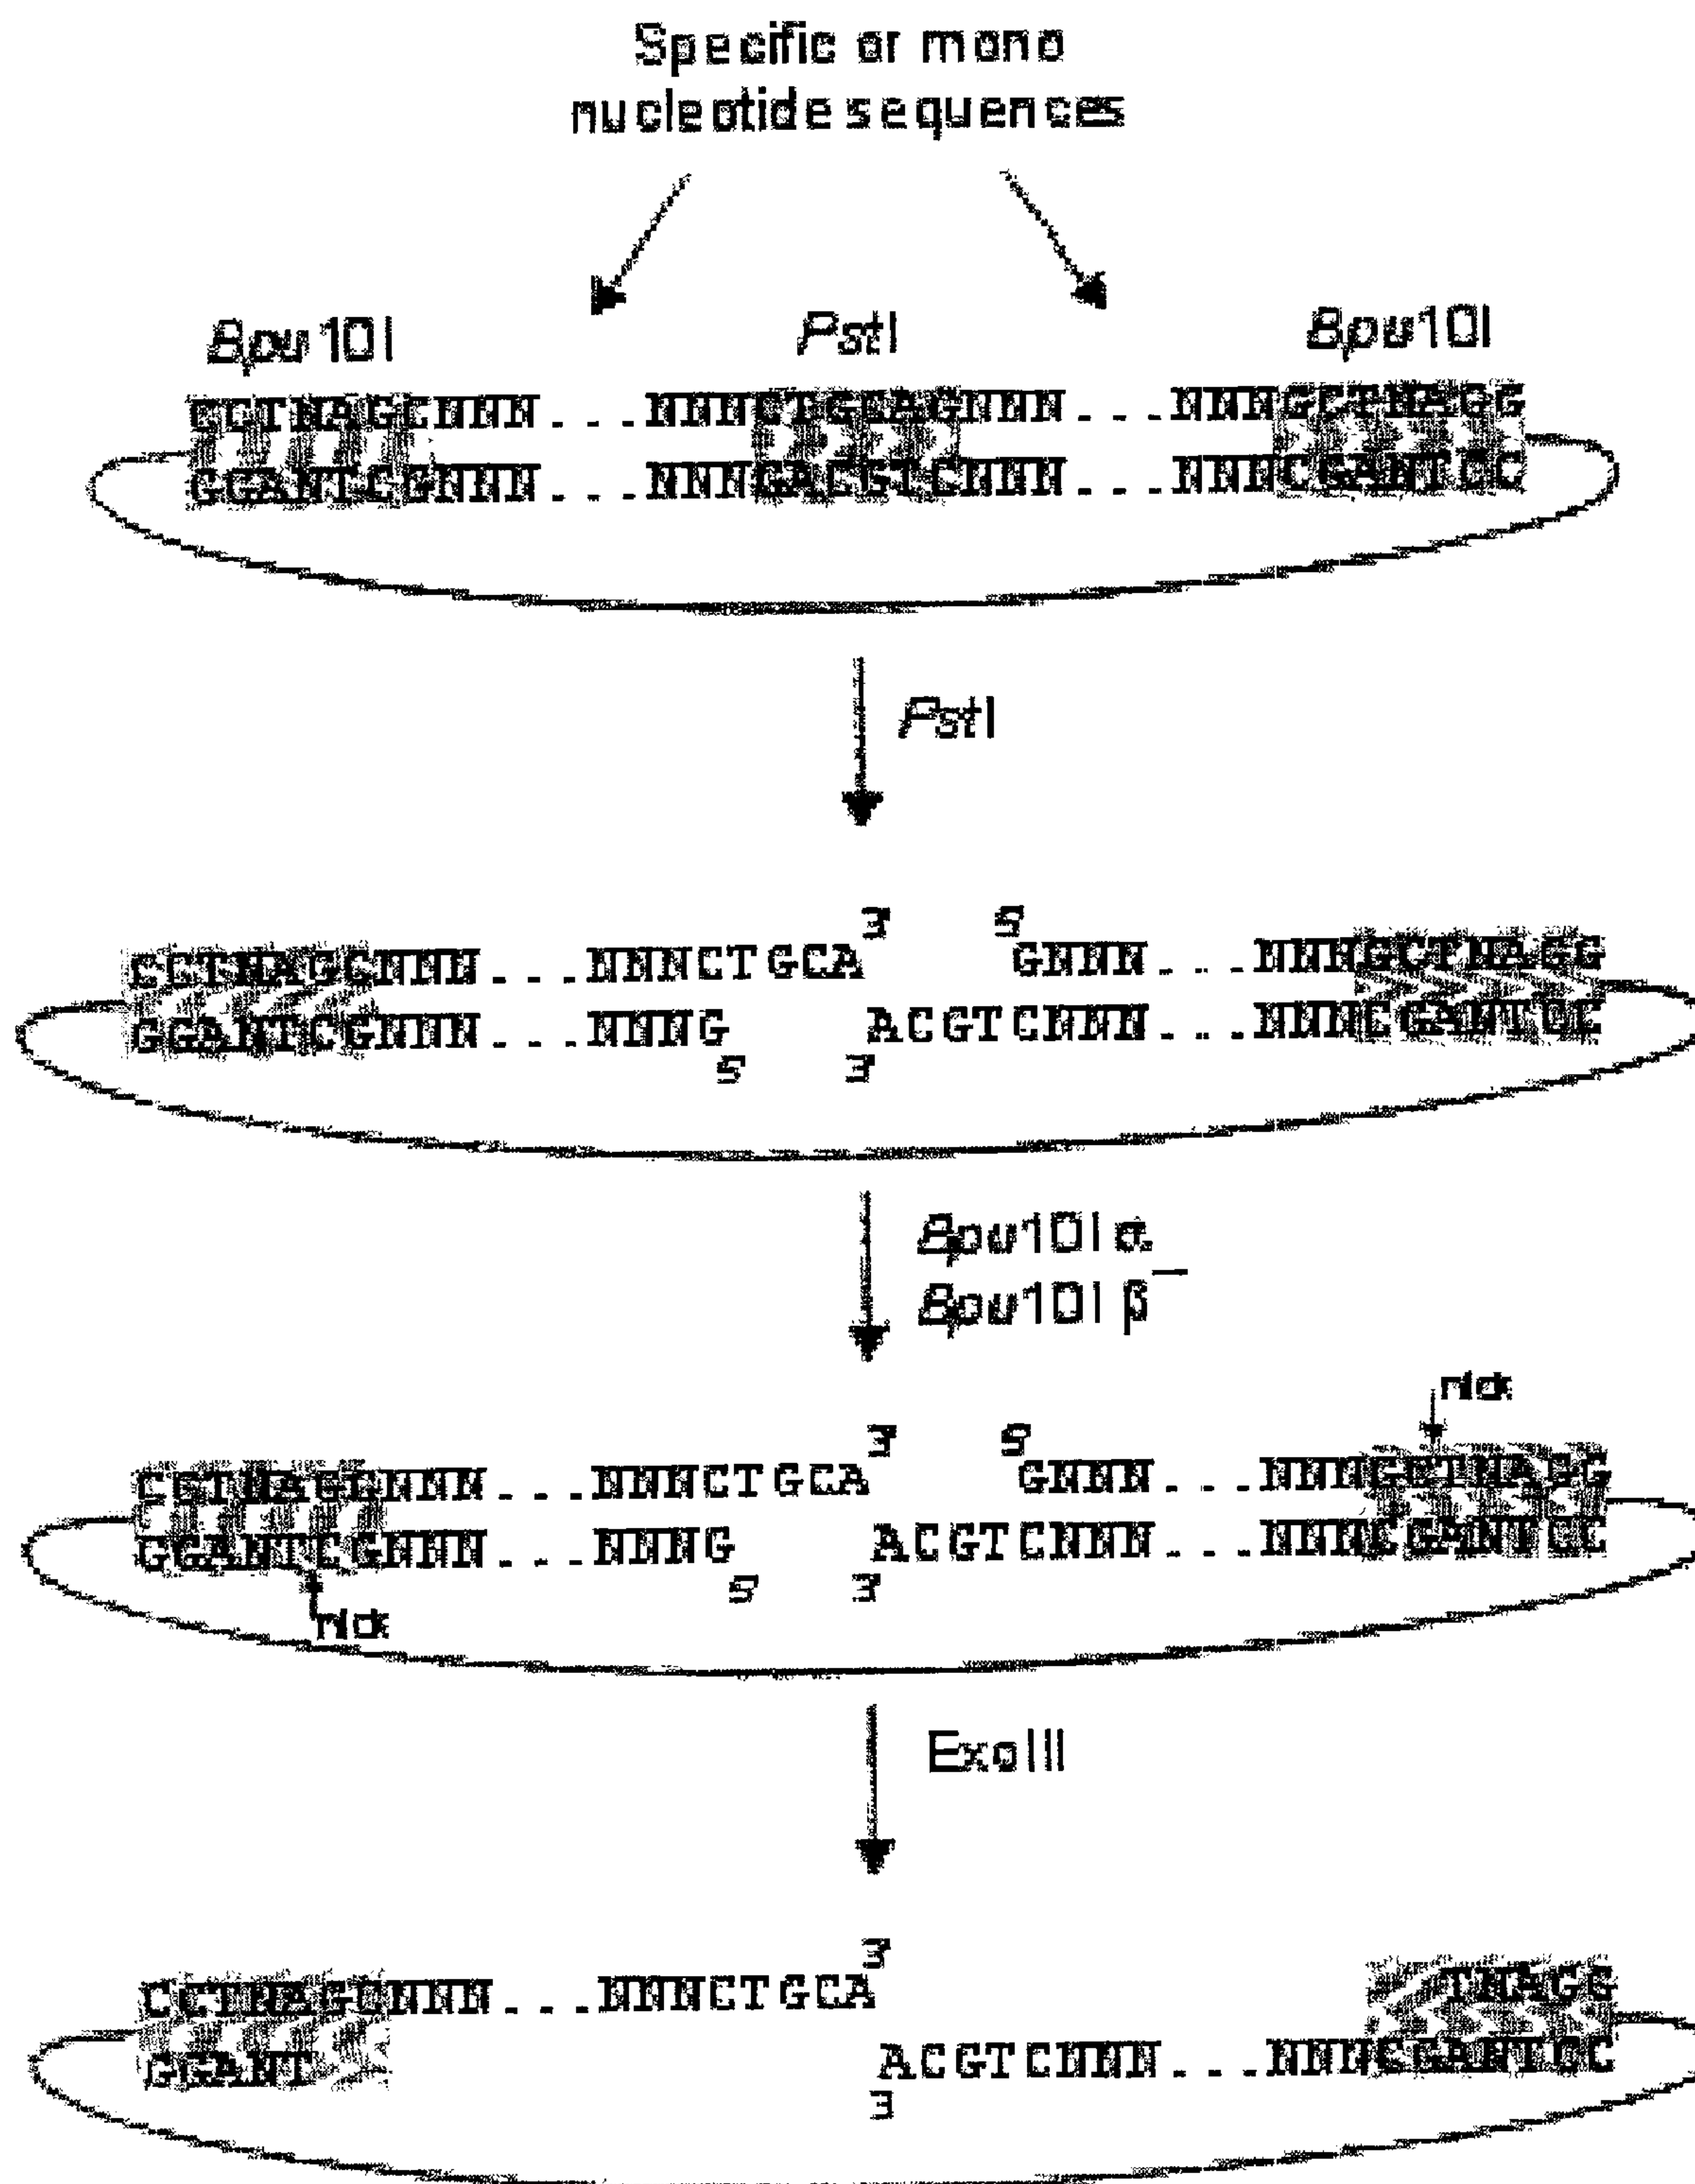 Specific or mono
nucleotide sequences
Bpu10I PstI Bpu10I
CCTNAGCNNN...NNNCTGCAGNNN...NNNGCTNAGG
GGANTCGNNN...NNNGACGTCNNN...NNNCGANTCC
PstI
3 5
CCTNAGCNNN...NNNCTGCA GNNN...NNNGCTNAGG
GGANTCGNNN...NNNG ACGTCNNN...NNNCGANTCC
5 3
Bpu10I α
Bpu10I β⁻
nick
3 5
CCTNAGCNNN...NNNCTGCA GNNN...NNNGCTNAGG
GGANTCGNNN...NNNG ACGTCNNN...NNNCGANTCC
5 3
nick
ExoIII
3
CCTNAGCNNN...NNNCTGCA TNAGG
GGANT ACGTCNNN...NNNCGANTCC
3